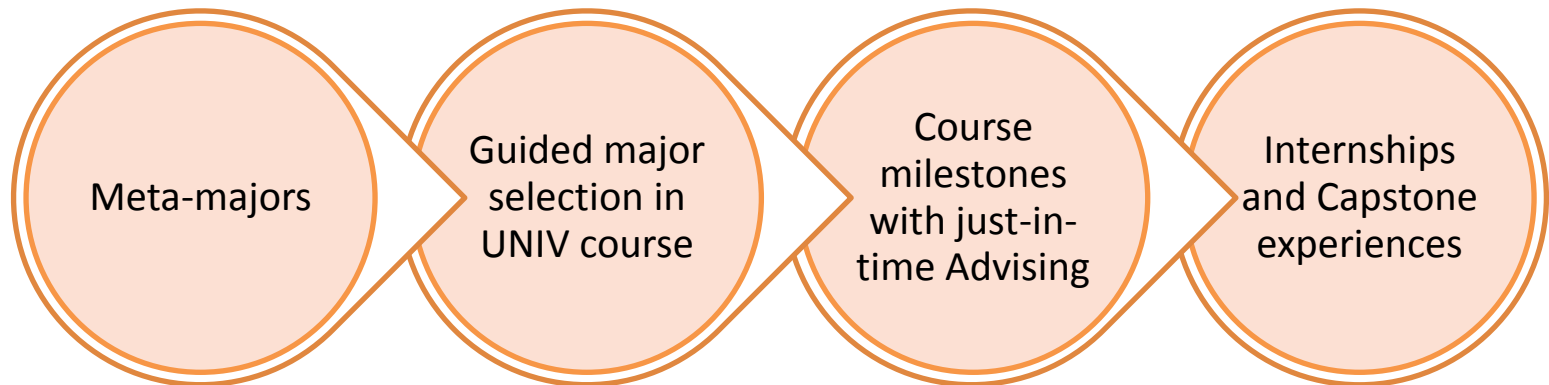 Meta-majors
Guided major
selection in
UNIV course
Course
milestones
with just-in-
time Advising
Internships
and Capstone
experiences